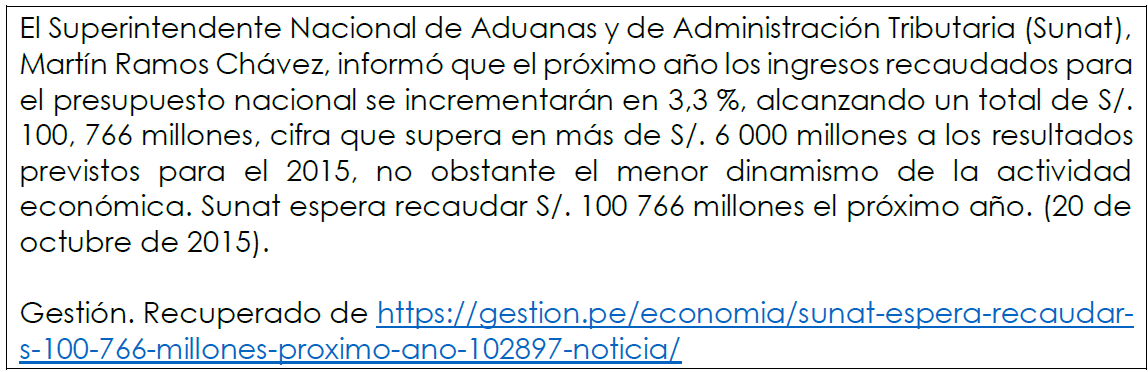 El Superintendente Nacional de Aduanas y de Administración Tributaria (Sunat),
Martín Ramos Chávez, informó que el próximo año los ingresos recaudados para
el presupuesto nacional se incrementarán en 3,3 %, alcanzando un total de S/.
100, 766 millones, cifra que supera en más de S/. 6 000 millones a los resultados
previstos para el 2015, no obstante el menor dinamismo de la actividad
económica. Sunat espera recaudar S/. 100 766 millones el próximo año. (20 de
octubre de 2015).
Gestión. Recuperado de https://gestion.pe/economia/sunat-espera-recaudar-
s-100-766-millones-proximo-ano-102897-noticia/